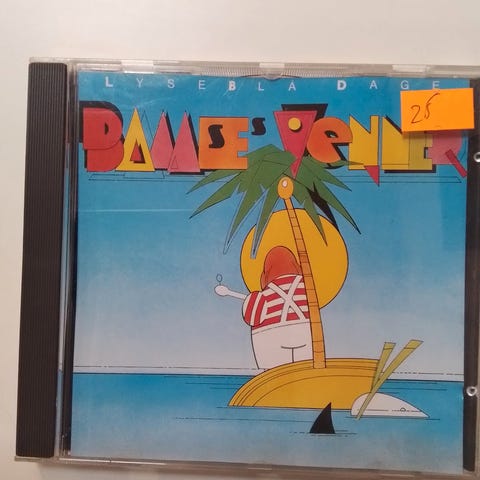 LYSEBLÅ DAGE
BAMSES VENNER
25